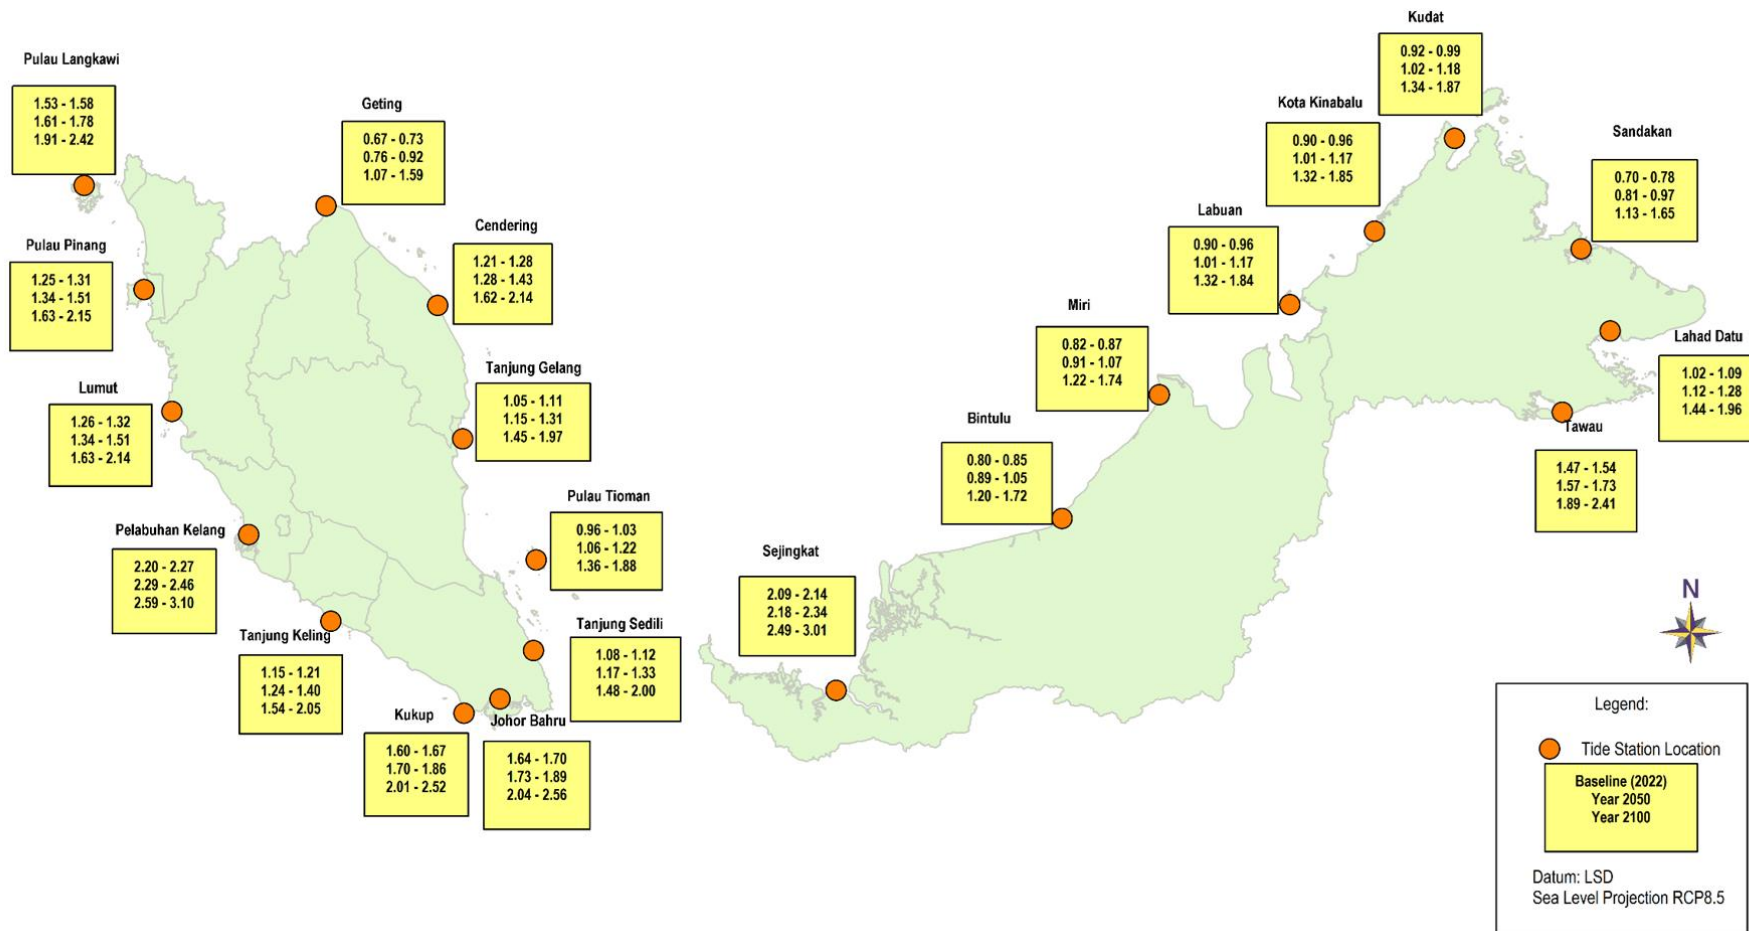 Pulau Langkawi
1.53 - 1.58
1.61 - 1.78
1.91 - 2.42
Geting
0.67 - 0.73
0.76 - 0.92
1.07 - 1.59
Pulau Pinang
1.25 - 1.31
1.34 - 1.51
1.63 - 2.15
Cendering
1.21 - 1.28
1.28 - 1.43
1.62 - 2.14
Lumut
1.26 - 1.32
1.34 - 1.51
1.63 - 2.14
Tanjung Gelang
1.05 - 1.11
1.15 - 1.31
1.45 - 1.97
Pelabuhan Kelang
2.20 - 2.27
2.29 - 2.46
2.59 - 3.10
Pulau Tioman
0.96 - 1.03
1.06 - 1.22
1.36 - 1.88
Tanjung Keling
1.15 - 1.21
1.24 - 1.40
1.54 - 2.05
Tanjung Sedili
1.08 - 1.12
1.17 - 1.33
1.48 - 2.00
Kukup
1.60 - 1.67
1.70 - 1.86
2.01 - 2.52
Johor Bahru
1.64 - 1.70
1.73 - 1.89
2.04 - 2.56
Kudat
0.92 - 0.99
1.02 - 1.18
1.34 - 1.87
Kota Kinabalu
0.90 - 0.96
1.01 - 1.17
1.32 - 1.85
Sandakan
0.70 - 0.78
0.81 - 0.97
1.13 - 1.65
Labuan
0.90 - 0.96
1.01 - 1.17
1.32 - 1.84
Miri
0.82 - 0.87
0.91 - 1.07
1.22 - 1.74
Lahad Datu
1.02 - 1.09
1.12 - 1.28
1.44 - 1.96
Bintulu
0.80 - 0.85
0.89 - 1.05
1.20 - 1.72
Tawau
1.47 - 1.54
1.57 - 1.73
1.89 - 2.41
Sejingkat
2.09 - 2.14
2.18 - 2.34
2.49 - 3.01
N
Legend:
Tide Station Location
Baseline (2022)
Year 2050
Year 2100
Datum: LSD
Sea Level Projection RCP8.5